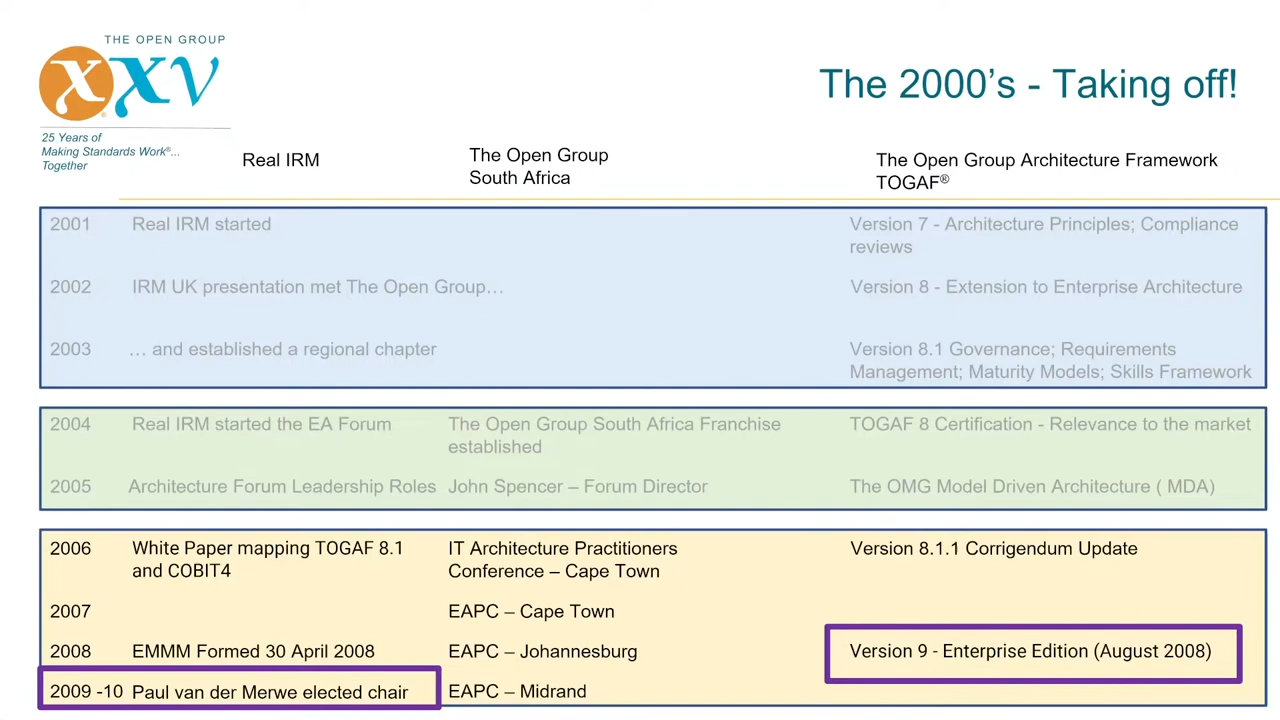 THE OPEN GROUP
XXV
25 Years of
Making Standards Work®...
Together
The 2000's - Taking off!
Real IRM
The Open Group
South Africa
The Open Group Architecture Framework
TOGAF®
2001 Real IRM started Version 7 - Architecture Principles; Compliance
reviews
2002 IRM UK presentation met The Open Group… Version 8 - Extension to Enterprise Architecture
2003 … and established a regional chapter Version 8.1 Governance; Requirements
Management; Maturity Models; Skills Framework
2004 Real IRM started the EA Forum The Open Group South Africa Franchise TOGAF 8 Certification - Relevance to the market
established
2005 Architecture Forum Leadership Roles John Spencer – Forum Director The OMG Model Driven Architecture ( MDA)
2006 White Paper mapping TOGAF 8.1 IT Architecture Practitioners Version 8.1.1 Corrigendum Update
and COBIT4 Conference – Cape Town
2007 EAPC – Cape Town
2008 EMMM Formed 30 April 2008 EAPC – Johannesburg Version 9 - Enterprise Edition (August 2008)
2009 -10 Paul van der Merwe elected chair EAPC – Midrand